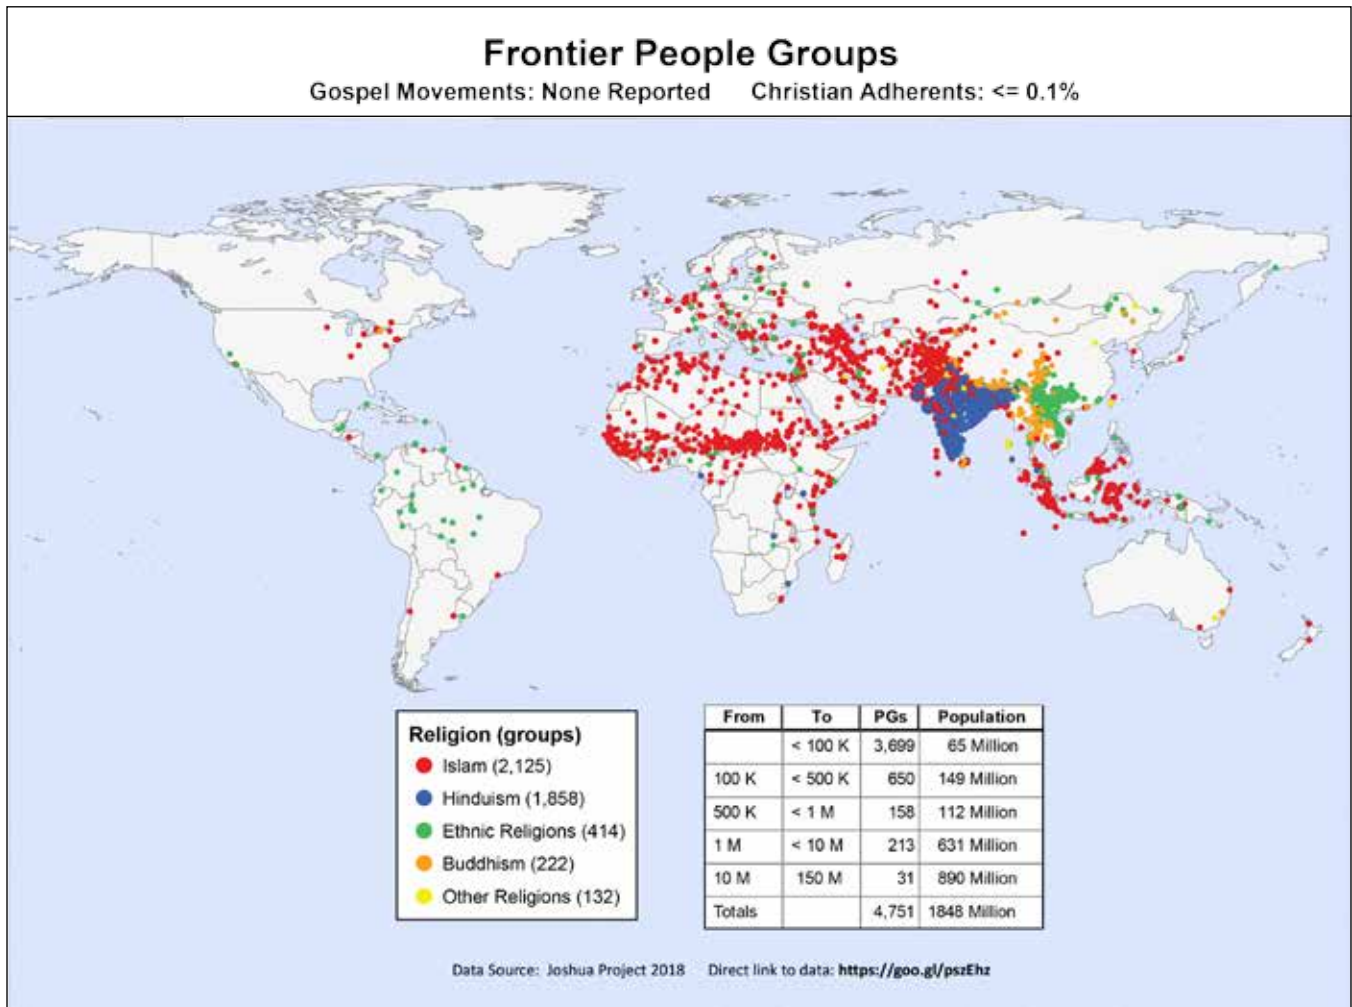 Frontier People Groups
Gospel Movements: None Reported Christian Adherents: <= 0.1%
Religion (groups)
Islam (2,125)
Hinduism (1,858)
Ethnic Religions (414)
Buddhism (222)
Other Religions (132)
From To PGs Population
< 100 K 3,699 65 Million
100 K < 500 K 650 149 Million
500 K < 1 M 158 112 Million
1 M < 10 M 213 631 Million
10 M 150 M 31 890 Million
Totals 4,751 1848 Million
Data Source: Joshua Project 2018 Direct link to data: https://goo.gl/pszEhz